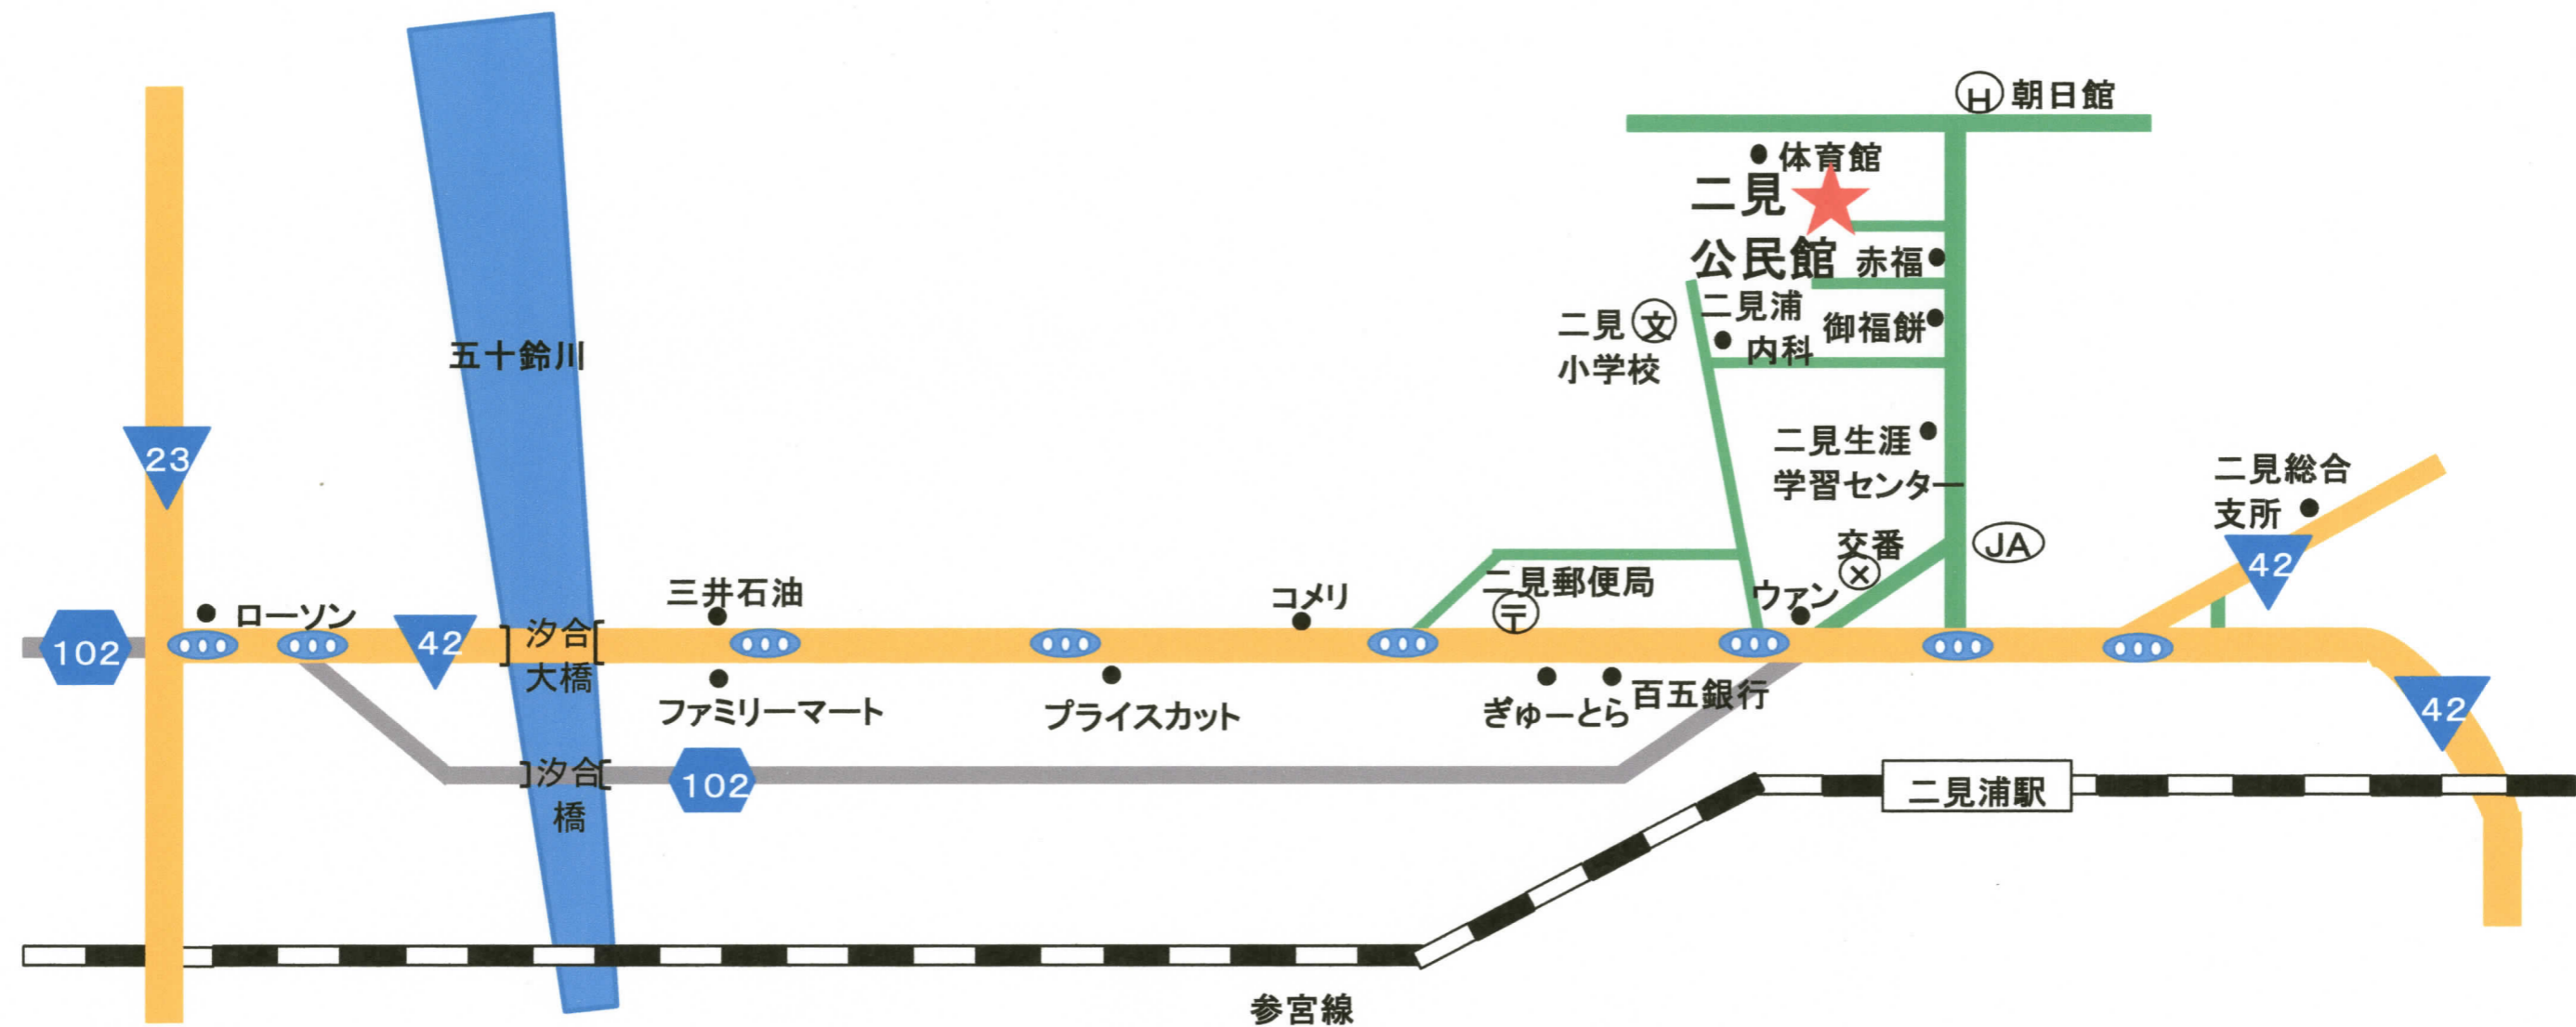 H 朝日館
体育館
二見
公民館
赤福
二見浦
内科
御福餅
二見
小学校
文
二見生涯
学習センター
二見総合
支所
交番
JA
五十鈴川
23
42
42
42
102
102
ローソン
汐合
大橋
三井石油
ファミリーマート
プライスカット
コメリ
二見郵便局
〒
ウァン
ぎゅーとら
百五銀行
汐合
橋
二見浦駅
参宮線